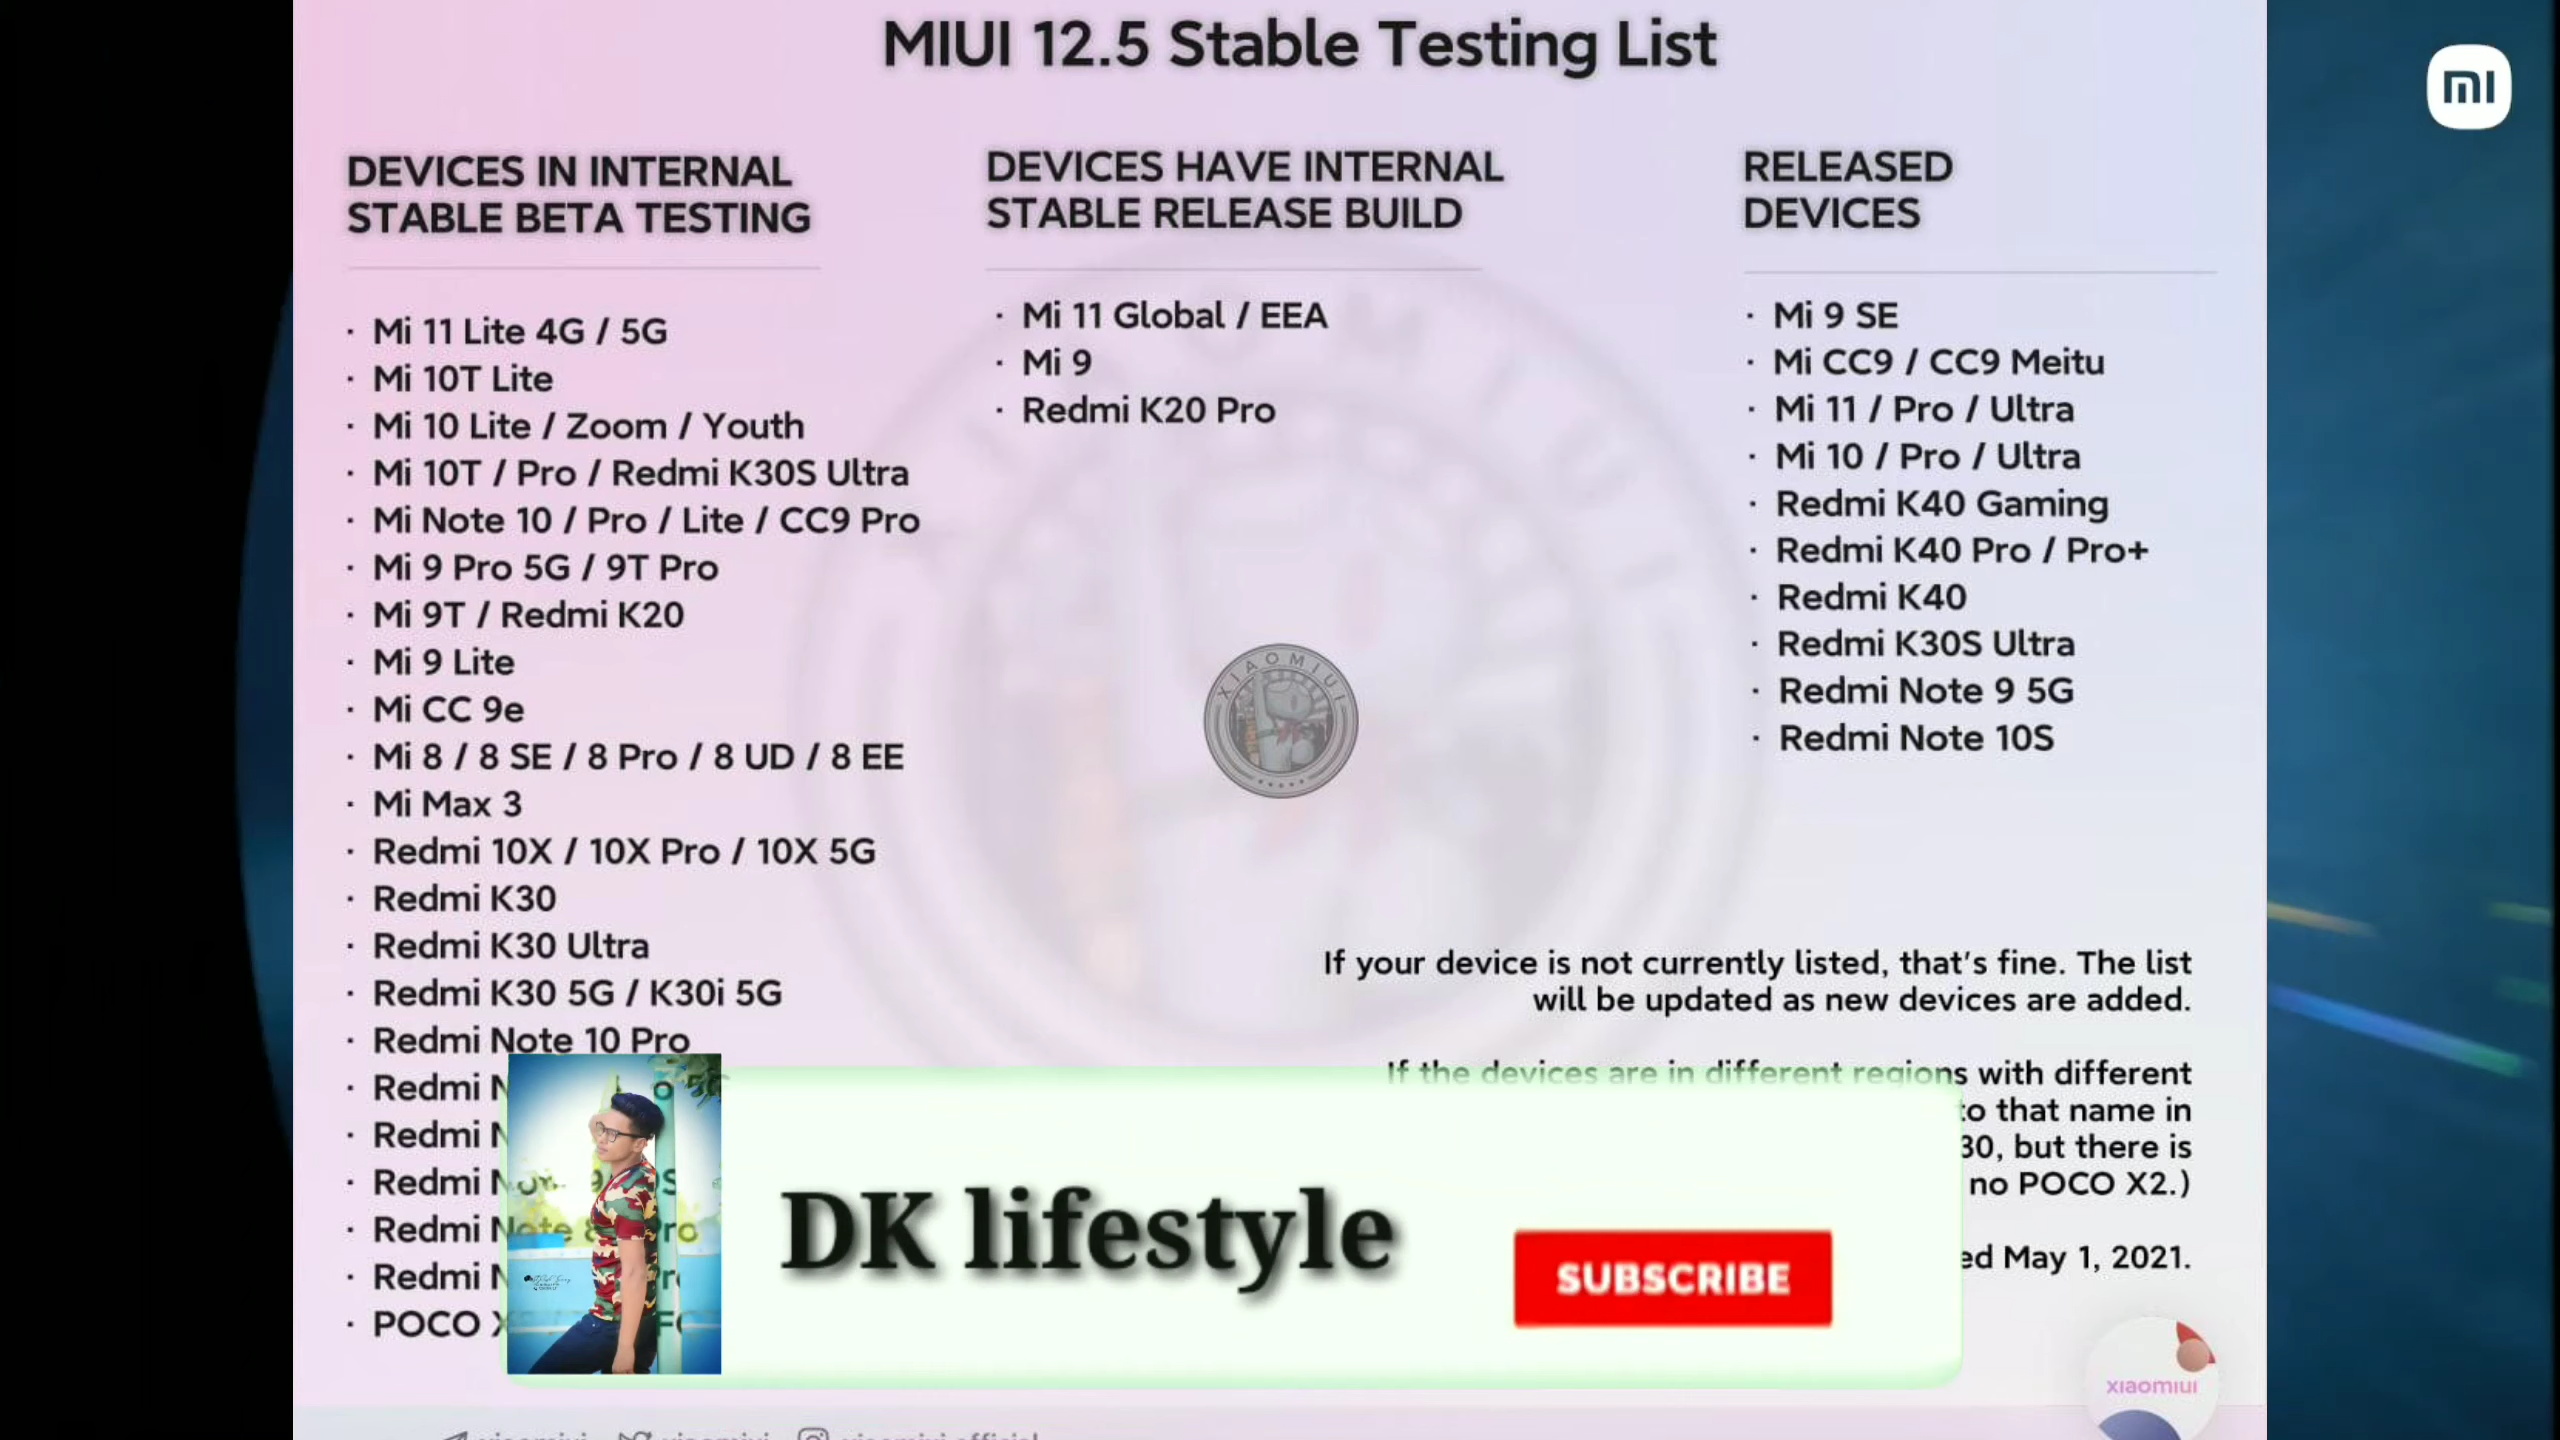 MIUI 12.5 Stable Testing List
mi
DEVICES IN INTERNAL
STABLE BETA TESTING
· Mi 11 Lite 4G / 5G
· Mi 10T Lite
· Mi 10 Lite / Zoom / Youth
· Mi 10T / Pro / Redmi K30S Ultra
· Mi Note 10 / Pro / Lite / CC9 Pro
· Mi 9 Pro 5G / 9T Pro
· Mi 9T / Redmi K20
· Mi 9 Lite
· Mi CC 9e
· Mi 8 / 8 SE / 8 Pro / 8 UD / 8 EE
· Mi Max 3
· Redmi 10X / 10X Pro / 10X 5G
· Redmi K30
· Redmi K30 Ultra
· Redmi K30 5G / K30i 5G
· Redmi Note 10 Pro
· Redmi
· Redmi
· Redmi
· Redmi Note 8
· Redmi
· POCO
DEVICES HAVE INTERNAL
STABLE RELEASE BUILD
· Mi 11 Global / EEA
· Mi 9
· Redmi K20 Pro
XIAOMIUI
RELEASED
DEVICES
· Mi 9 SE
· Mi CC9 / CC9 Meitu
· Mi 11 / Pro / Ultra
· Mi 10 / Pro / Ultra
· Redmi K40 Gaming
· Redmi K40 Pro / Pro+
· Redmi K40
· Redmi K30S Ultra
· Redmi Note 9 5G
· Redmi Note 10S
If your device is not currently listed, that's fine. The list
will be updated as new devices are added.
If the devices are in different regions with different
to that name in
30, but there is
no POCO X2.)
May 1, 2021.
DK lifestyle
SUBSCRIBE
xiaomiui
xiaomiui xiaomiui xiaomiui.official